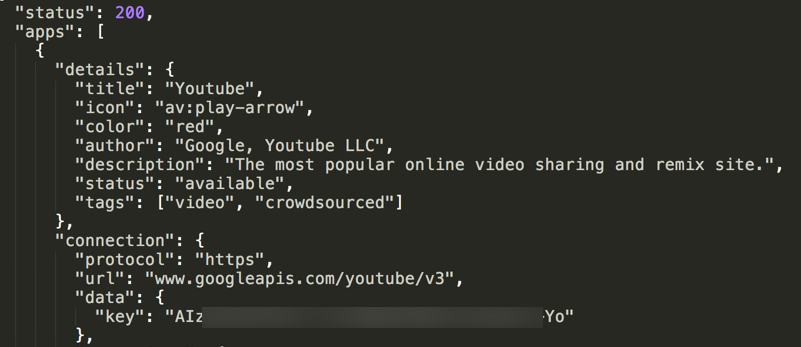 "status": 200,
"apps": [
{
"details": {
"title": "Youtube",
"icon": "av:play-arrow",
"color": "red",
"author": "Google, Youtube LLC",
"description": "The most popular online video sharing and remix site.",
"status": "available",
"tags": ["video", "crowdsourced"]
},
"connection": {
"protocol": "https",
"url": "www.googleapis.com/youtube/v3",
"data": {
"key": "AIz -Yo"
},